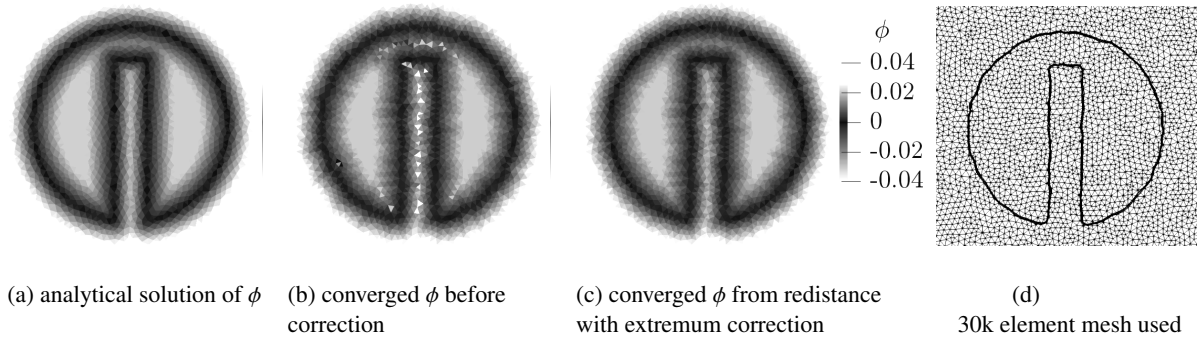 ϕ
0.04
0.02
0
-0.02
-0.04
(a) analytical solution of ϕ
(b) converged ϕ before
correction
(c) converged ϕ from redistance
with extremum correction
(d)
30k element mesh used